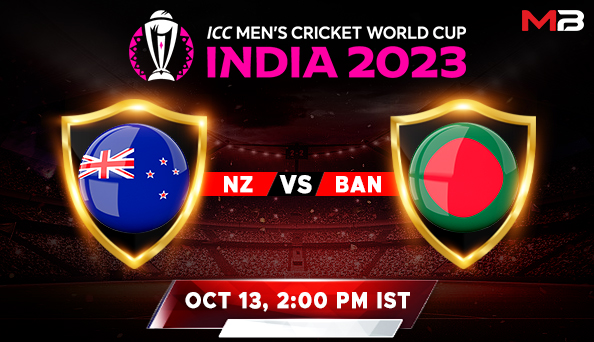 MB
ICC MEN'S CRICKET WORLD CUP
INDIA 2023
NZ VS BAN
OCT 13, 2:00 PM IST